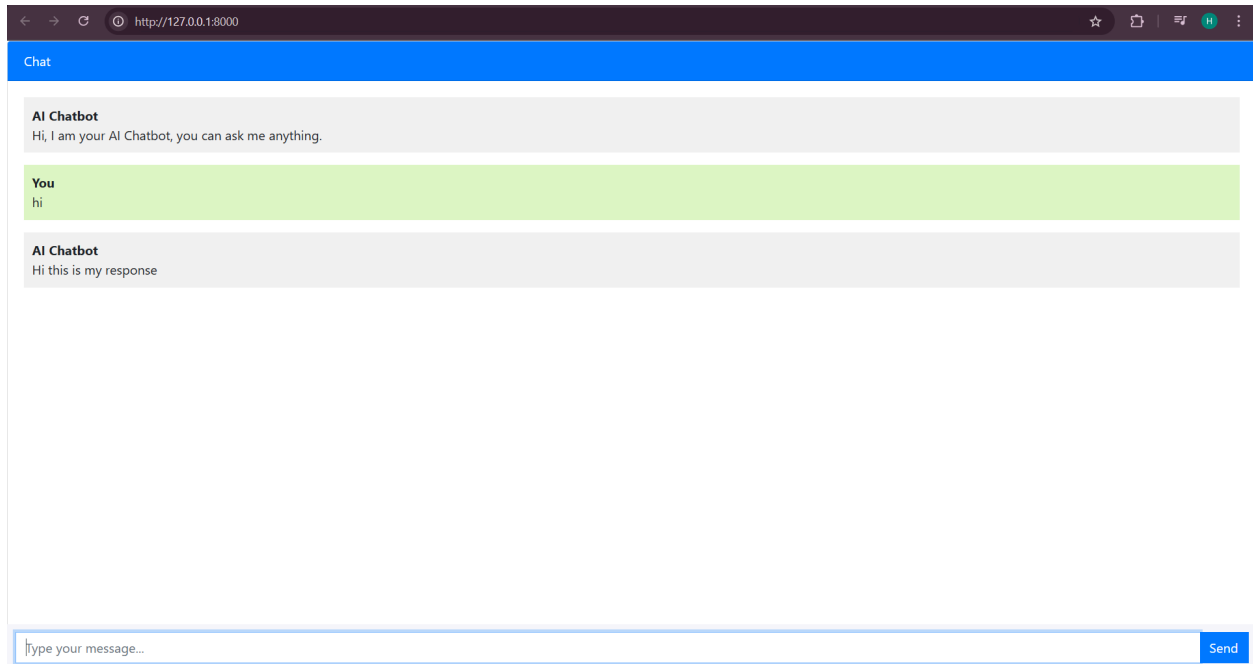 http://127.0.0.1:8000
H
Chat
AI Chatbot
Hi, I am your AI Chatbot, you can ask me anything.
You
hi
AI Chatbot
Hi this is my response
Type your message...
Send